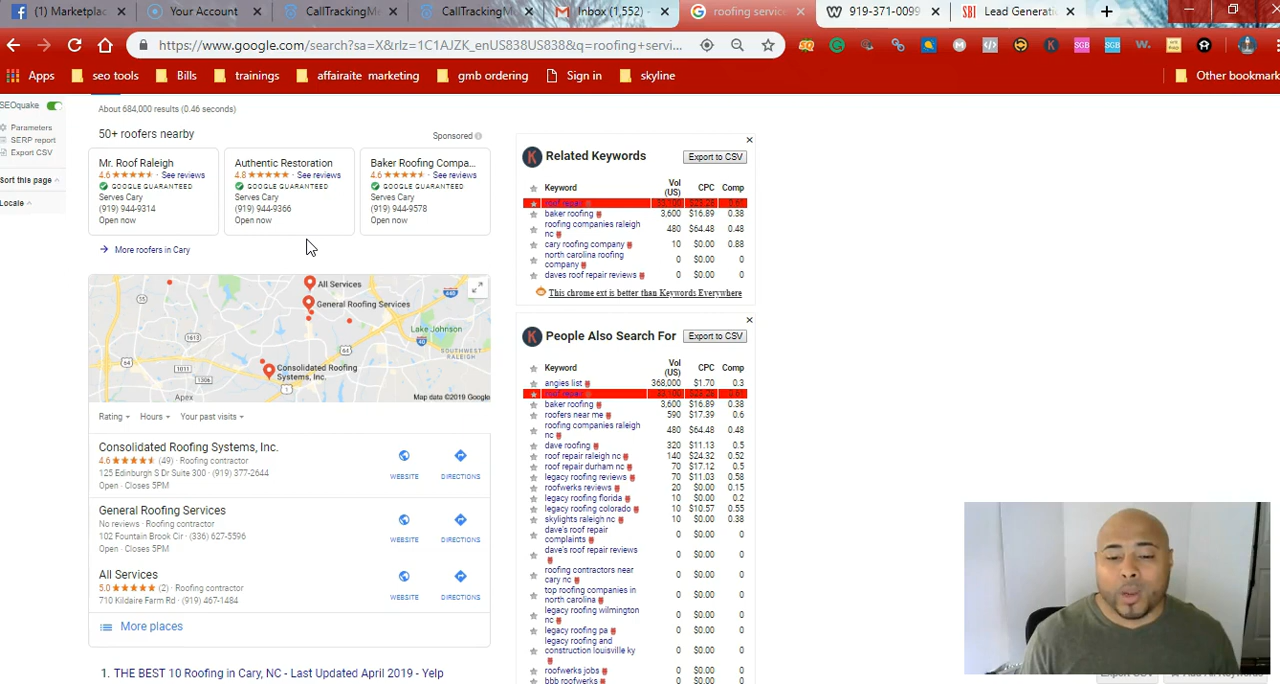 (1) Marketplac
Your Account
CallTrackingMe
CallTrackingMe
Inbox (1,552)
roofing service
919-371-0099
Lead Generati
https://www.google.com/search?sa=X&rlz=1C1AJZK_enUS838US838&q=roofing+servi...
Apps
seo tools
Bills
trainings
affairaite marketing
gmb ordering
Sign in
skyline
Other bookmark
SEOquake
Parameters
SERP report
Export CSV
Sort this page
Locale
About 684,000 results (0.46 seconds)
50+ roofers nearby
Sponsored
Mr. Roof Raleigh
4.6 See reviews
GOOGLE GUARANTEED
Serves Cary
(919) 944-9314
Open now
Authentic Restoration
4.8 See reviews
GOOGLE GUARANTEED
Serves Cary
(919) 944-9366
Open now
Baker Roofing Compa...
4.6 See reviews
GOOGLE GUARANTEED
Serves Cary
(919) 944-9578
Open now
More roofers in Cary
All Services
General Roofing Services
Consolidated Roofing
Systems, Inc.
Lake Johnson
SOUTHWEST
RALEIGH
Apex
Map data ©2019 Google
Rating
Hours
Your past visits
Consolidated Roofing Systems, Inc.
4.6 (49) · Roofing contractor
125 Edinburgh S Dr Suite 300 · (919) 377-2644
Open · Closes 5PM
WEBSITE
DIRECTIONS
General Roofing Services
No reviews · Roofing contractor
102 Fountain Brook Cir · (336) 627-5596
Open · Closes 5PM
WEBSITE
DIRECTIONS
All Services
5.0 (2) · Roofing contractor
710 Kildaire Farm Rd · (919) 467-1484
WEBSITE
DIRECTIONS
More places
1. THE BEST 10 Roofing in Cary, NC - Last Updated April 2019 - Yelp
Related Keywords
Export to CSV
Keyword Vol (US) CPC Comp
roof repair
baker roofing 3,600 $16.89 0.38
roofing companies raleigh
nc 480 $64.48 0.48
cary roofing company 10 $0.00 0.88
north carolina roofing
company 0 $0.00 0
daves roof repair reviews 0 $0.00 0
This chrome ext is better than Keywords Everywhere
People Also Search For
Export to CSV
Keyword Vol (US) CPC Comp
angies list 368,000 $1.70 0.3
roof repair
baker roofing 3,600 $16.89 0.38
roofers near me 590 $17.39 0.6
roofing companies raleigh
nc 480 $64.48 0.48
dave roofing 320 $11.13 0.5
roof repair raleigh nc 140 $24.32 0.52
roof repair durham nc 70 $17.12 0.5
legacy roofing reviews 70 $11.03 0.58
roofwerks reviews 20 $0.00 0.15
legacy roofing florida 10 $0.00 0.2
legacy roofing colorado 10 $10.57 0.55
skylights raleigh nc 10 $0.00 0.38
dave's roof repair
complaints 0 $0.00 0
dave's roof repair reviews
0 $0.00 0
roofing contractors near
cary nc 0 $0.00 0
top roofing companies in
north carolina 0 $0.00 0
legacy roofing wilmington
nc 0 $0.00 0
legacy roofing pa 0 $0.00 0
legacy roofing and
construction louisville ky
0 $0.00 0
roofwerks jobs 0 $0.00 0
bbb roofwerks 0 $0.00 0